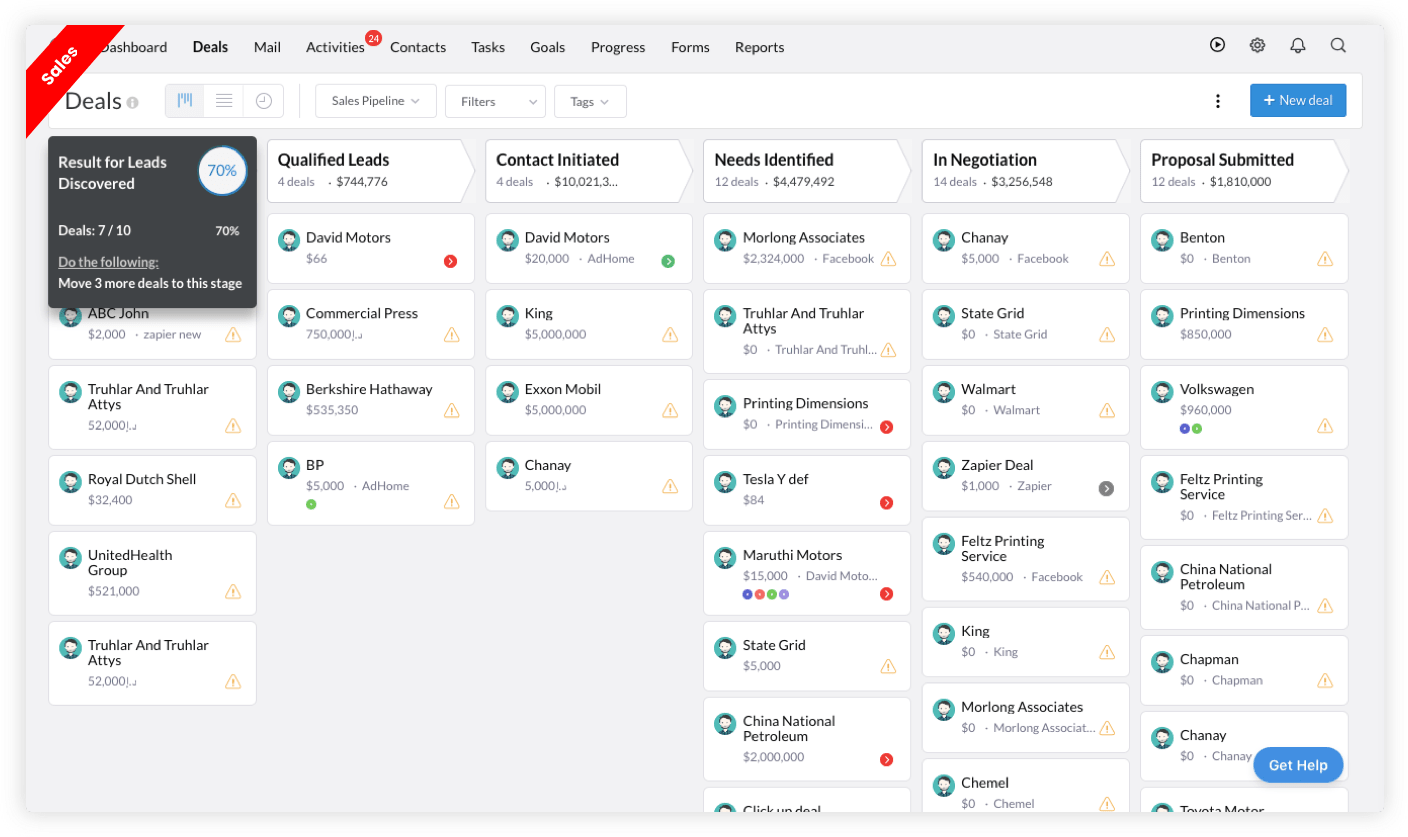 Sales
Dashboard
Deals
Mail
Activities
24
Contacts
Tasks
Goals
Progress
Forms
Reports
Deals
Sales Pipeline
Filters
Tags
+ New deal
Result for Leads
Discovered
70%
Deals: 7 / 10
70%
Do the following:
Move 3 more deals to this stage
ABC John
$2,000 · zapier new
Truhlar And Truhlar
Attys
52,000د.إ
Royal Dutch Shell
$32,400
UnitedHealth
Group
$521,000
Truhlar And Truhlar
Attys
52,000د.إ
Qualified Leads
4 deals · $744,776
David Motors
$66
Commercial Press
750,000د.إ
Berkshire Hathaway
$535,350
BP
$5,000 · AdHome
Contact Initiated
4 deals · $10,021,3...
David Motors
$20,000 · AdHome
King
$5,000,000
Exxon Mobil
$5,000,000
Chanay
5,000د.إ
Needs Identified
12 deals · $4,479,492
Morlong Associates
$2,324,000 · Facebook
Truhlar And Truhlar
Attys
$0 · Truhlar And Truhl...
Printing Dimensions
$0 · Printing Dimensi...
Tesla Y def
$84
Maruthi Motors
$15,000 · David Moto...
State Grid
$5,000
China National
Petroleum
$2,000,000
Click up deal
In Negotiation
14 deals · $3,256,548
Chanay
$5,000 · Facebook
State Grid
$0 · State Grid
Walmart
$0 · Walmart
Zapier Deal
$1,000 · Zapier
Feltz Printing
Service
$540,000 · Facebook
King
$0 · King
Morlong Associates
$0 · Morlong Associat...
Chemel
$0 · Chemel
Proposal Submitted
12 deals · $1,810,000
Benton
$0 · Benton
Printing Dimensions
$850,000
Volkswagen
$960,000
Feltz Printing
Service
$0 · Feltz Printing Ser...
China National
Petroleum
$0 · China National P...
Chapman
$0 · Chapman
Chanay
$0 · Chanay
Toyota Motor
Get Help